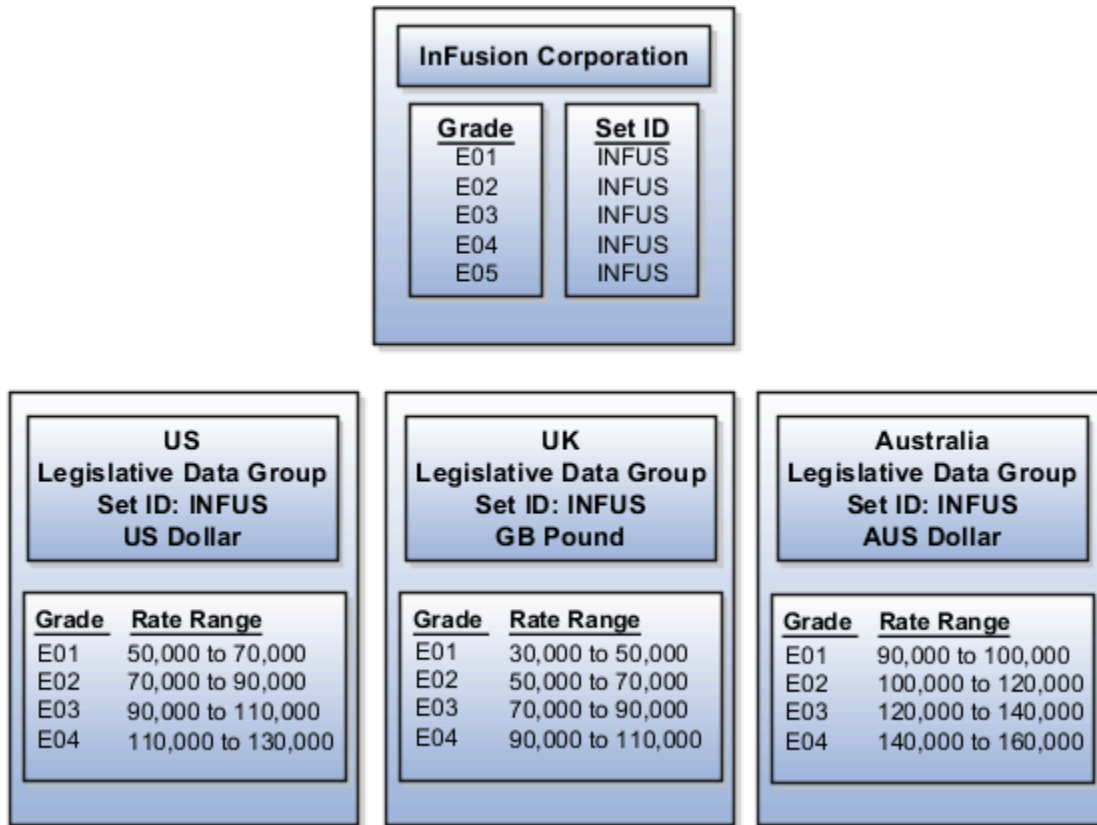 InFusion Corporation
Grade
E01
E02
E03
E04
E05
Set ID
INFUS
INFUS
INFUS
INFUS
INFUS
US
Legislative Data Group
Set ID: INFUS
US Dollar
Grade Rate Range
E01 50,000 to 70,000
E02 70,000 to 90,000
E03 90,000 to 110,000
E04 110,000 to 130,000
UK
Legislative Data Group
Set ID: INFUS
GB Pound
Grade Rate Range
E01 30,000 to 50,000
E02 50,000 to 70,000
E03 70,000 to 90,000
E04 90,000 to 110,000
Australia
Legislative Data Group
Set ID: INFUS
AUS Dollar
Grade Rate Range
E01 90,000 to 100,000
E02 100,000 to 120,000
E03 120,000 to 140,000
E04 140,000 to 160,000